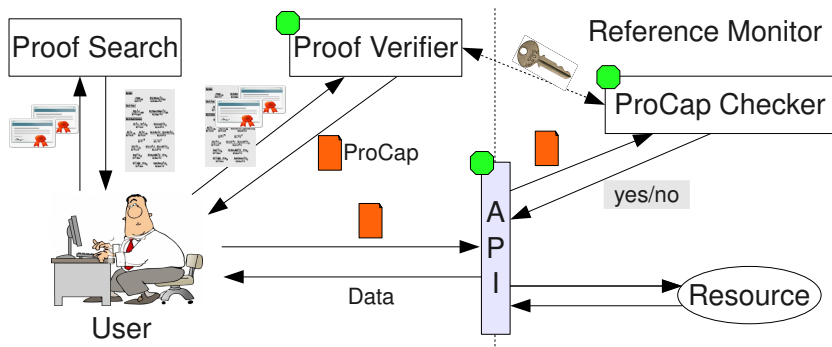 Proof Search
Proof Verifier
Reference Monitor
ProCap Checker
ProCap
yes/no
A
P
I
Data
Resource
User